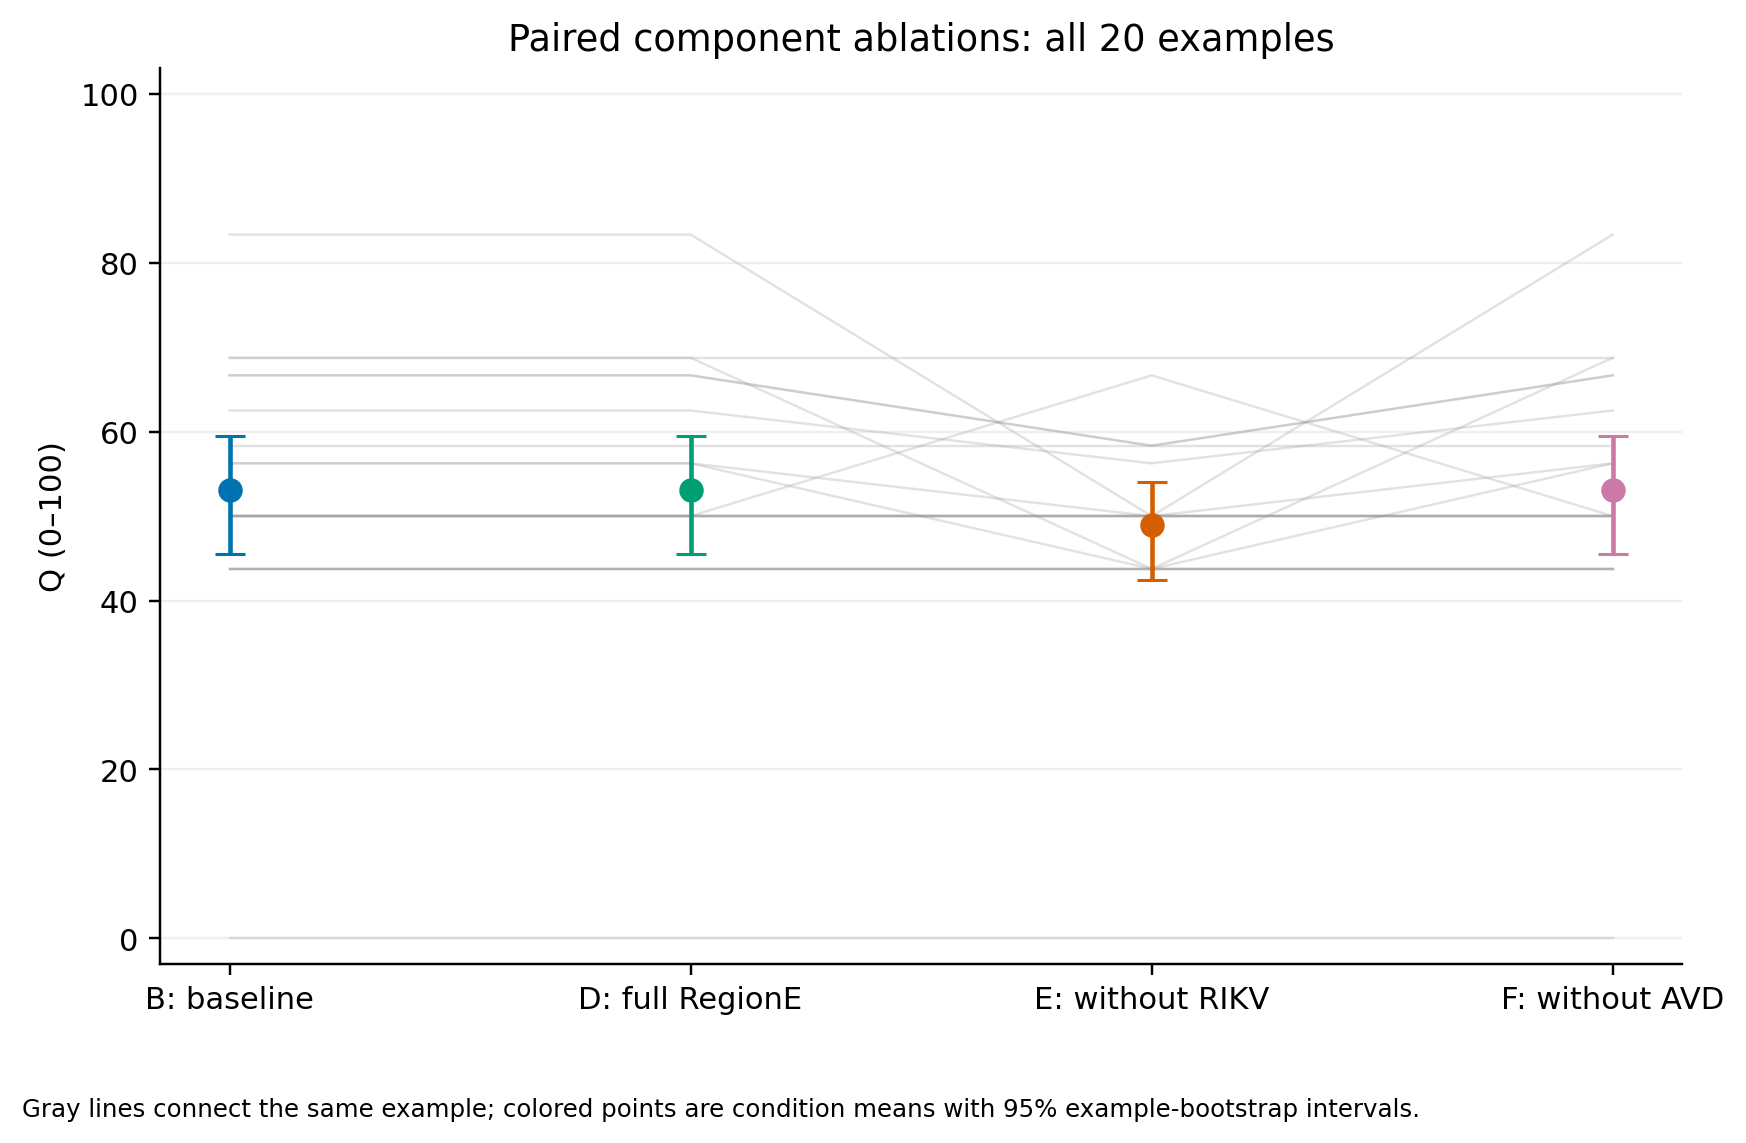 Paired component ablations: all 20 examples
Q (0–100)
100
80
60
40
20
0
B: baseline
D: full RegionE
E: without RIKV
F: without AVD
Gray lines connect the same example; colored points are condition means with 95% example-bootstrap intervals.